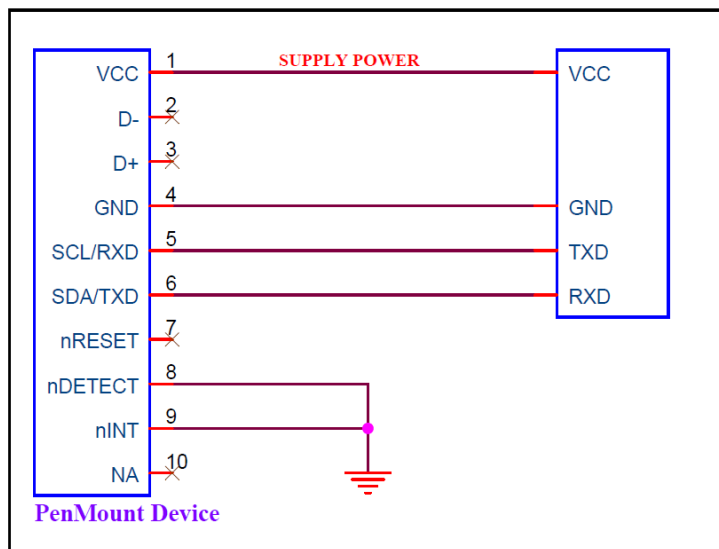 1 SUPPLY POWER
VCC VCC
2
D-
3
D+
4
GND GND
5
SCL/RXD TXD
6
SDA/TXD RXD
7
nRESET
8
nDETECT
9
nINT
10
NA
PenMount Device